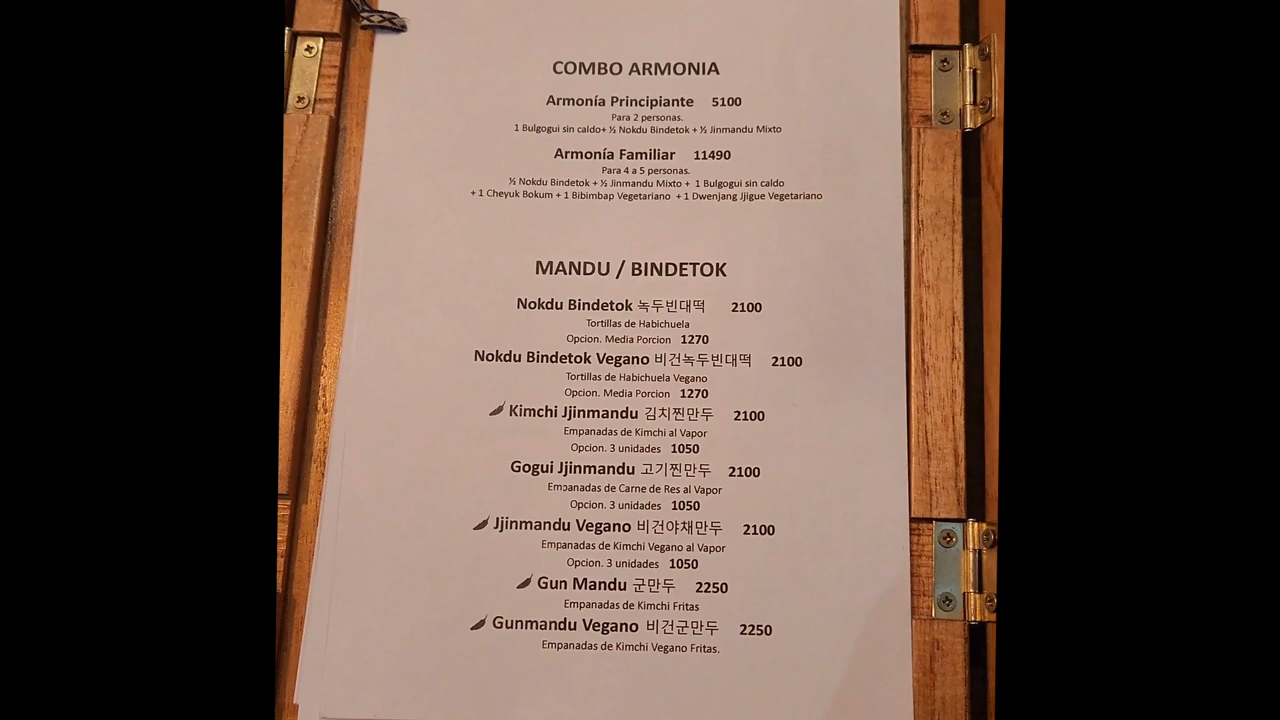 COMBO ARMONIA
Armonía Principiante 5100
Para 2 personas.
1 Bulgogui sin caldo+ ½ Nokdu Bindetok + ½ Jinmandu Mixto
Armonía Familiar 11490
Para 4 a 5 personas.
½ Nokdu Bindetok + ½ Jinmandu Mixto + 1 Bulgogui sin caldo
+ 1 Cheyuk Bokum + 1 Bibimbap Vegetariano + 1 Dwenjang Jjigue Vegetariano
MANDU / BINDETOK
Nokdu Bindetok 녹두빈대떡 2100
Tortillas de Habichuela
Opcion. Media Porcion 1270
Nokdu Bindetok Vegano 비건녹두빈대떡 2100
Tortillas de Habichuela Vegano
Opcion. Media Porcion 1270
Kimchi Jjinmandu 김치찐만두 2100
Empanadas de Kimchi al Vapor
Opcion. 3 unidades 1050
Gogui Jjinmandu 고기찐만두 2100
Empanadas de Carne de Res al Vapor
Opcion. 3 unidades 1050
Jjinmandu Vegano 비건야채만두 2100
Empanadas de Kimchi Vegano al Vapor
Opcion. 3 unidades 1050
Gun Mandu 군만두 2250
Empanadas de Kimchi Fritas
Gunmandu Vegano 비건군만두 2250
Empanadas de Kimchi Vegano Fritas.